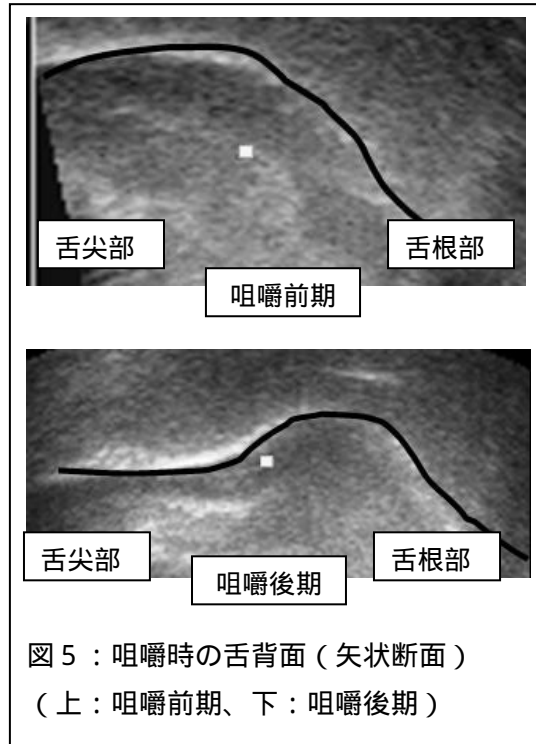 舌尖部
舌根部
咀嚼前期
舌尖部
舌根部
咀嚼後期
図5：咀嚼時の舌背面（矢状断面）
（上：咀嚼前期、下：咀嚼後期）